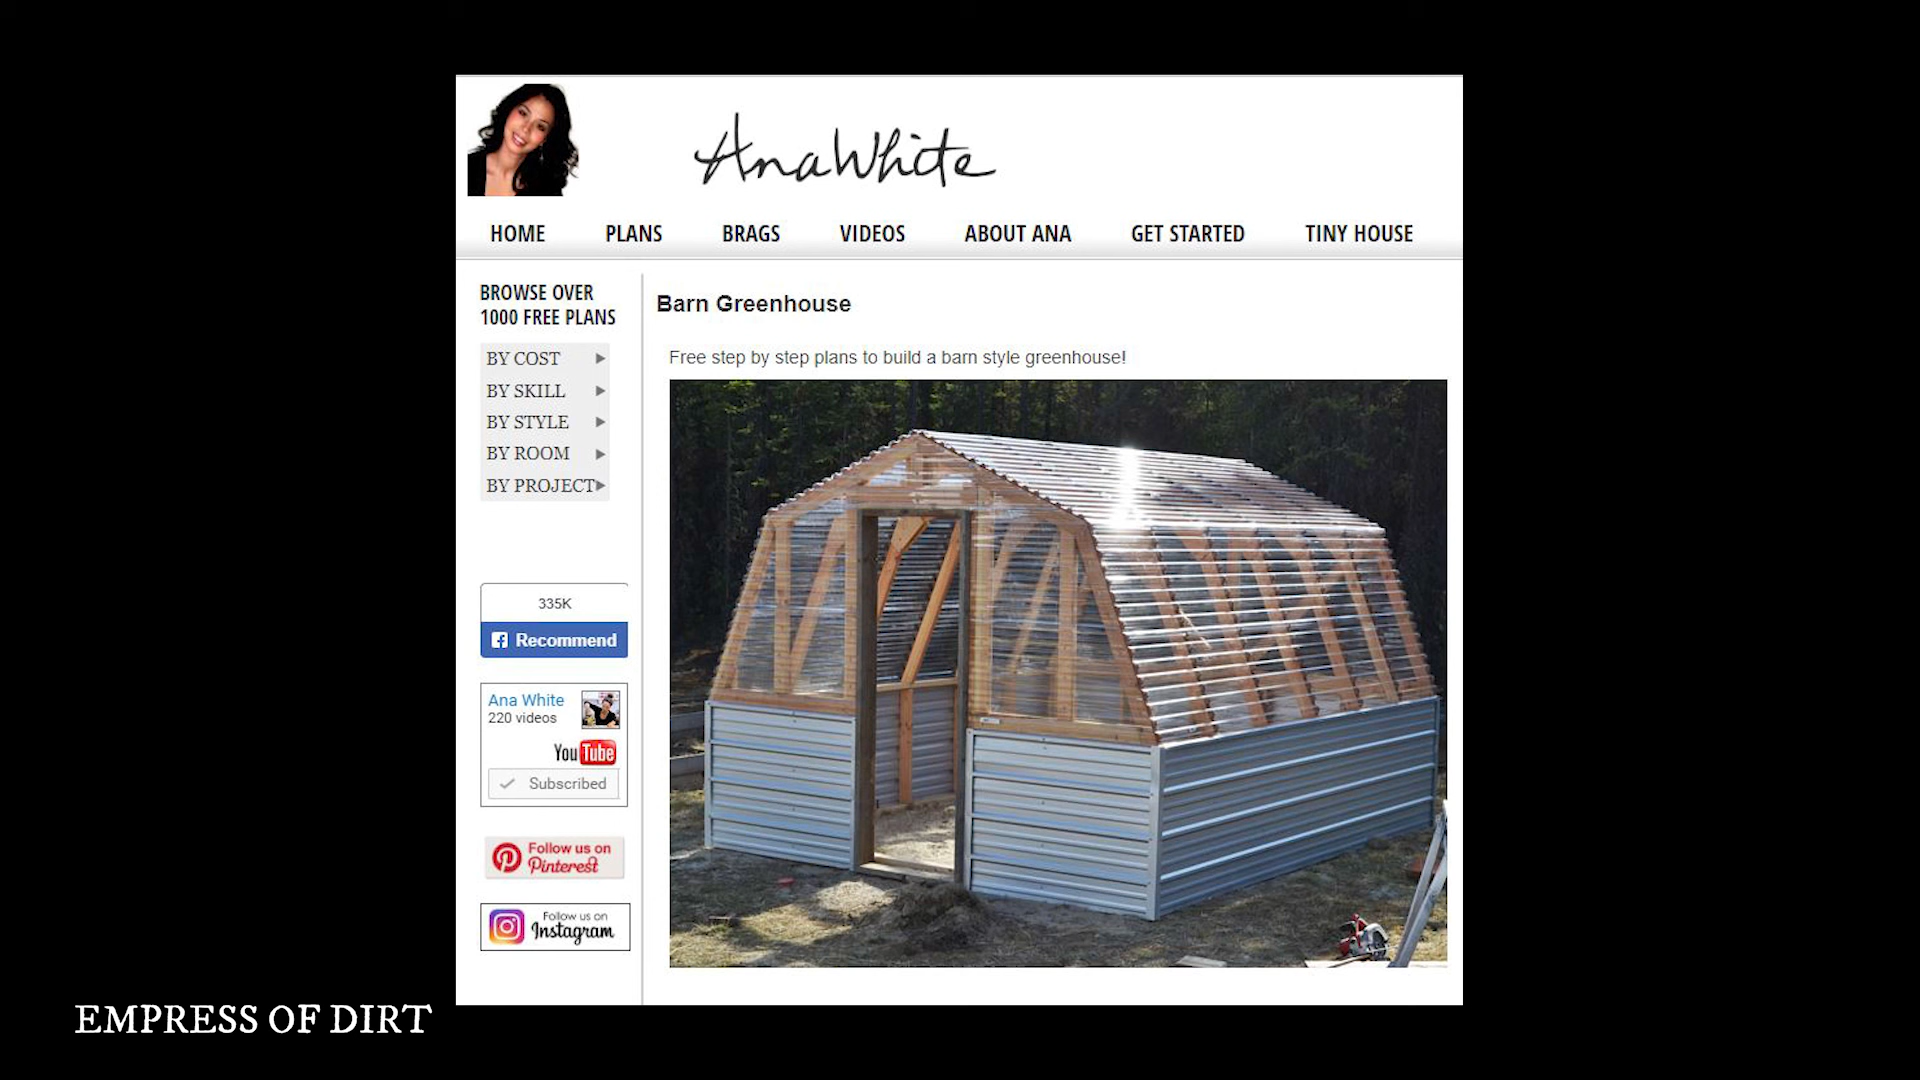 AnaWhite
HOME PLANS BRAGS VIDEOS ABOUT ANA GET STARTED TINY HOUSE
BROWSE OVER
1000 FREE PLANS
BY COST
BY SKILL
BY STYLE
BY ROOM
BY PROJECT
335K
Recommend
Ana White
220 videos
YouTube
Subscribed
Follow us on
Pinterest
Follow us on
Instagram
Barn Greenhouse
Free step by step plans to build a barn style greenhouse!
EMPRESS OF DIRT